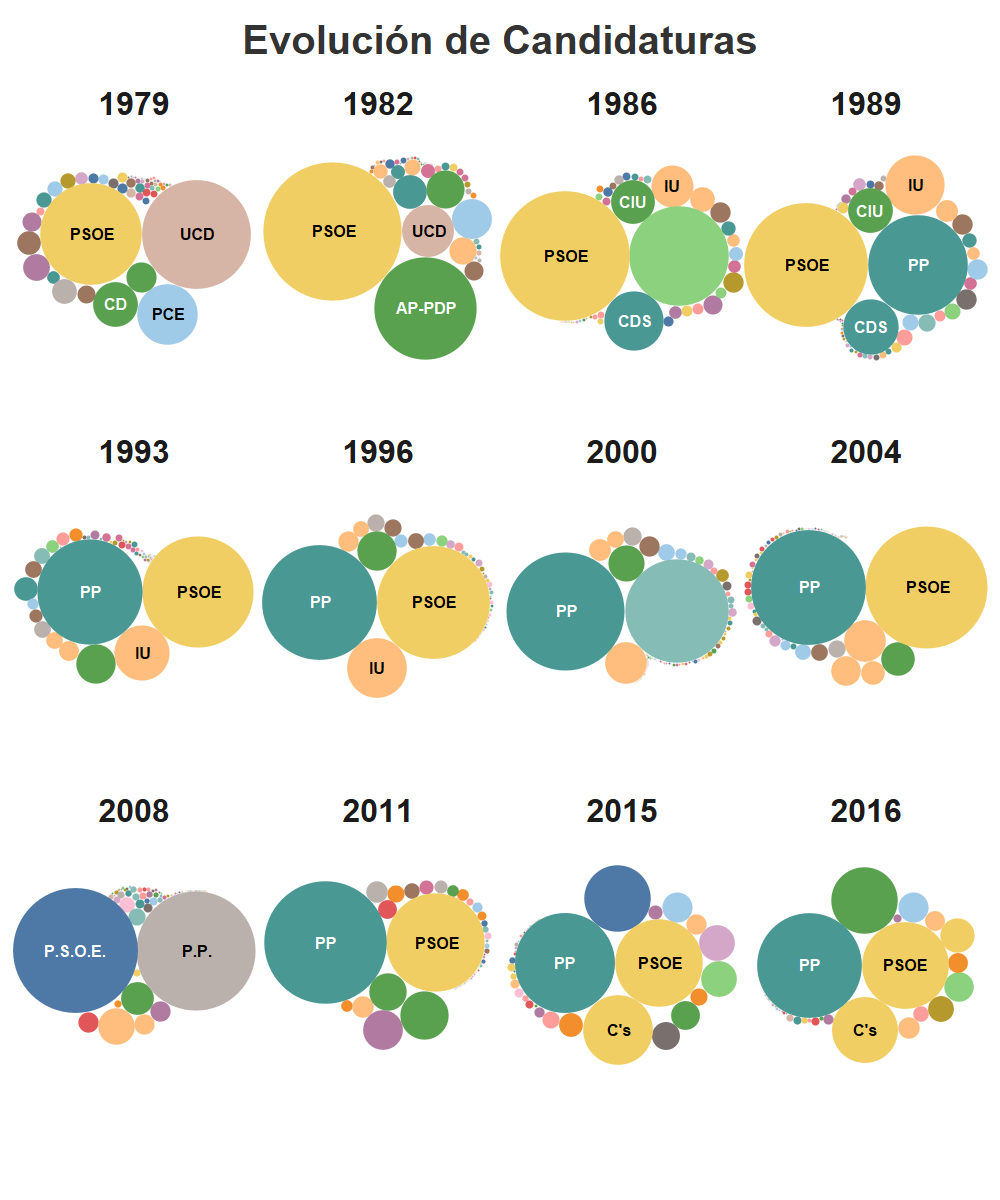 Evolución de Candidaturas
1979
1982
1986
1989
PSOE
UCD
CD
PCE
PSOE
UCD
AP-PDP
PSOE
CIU
IU
CDS
PSOE
CIU
IU
PP
CDS
1993
1996
2000
2004
PP
PSOE
IU
PP
PSOE
IU
PP
PP
PSOE
2008
2011
2015
2016
P.S.O.E.
P.P.
PP
PSOE
PP
PSOE
C's
PP
PSOE
C's